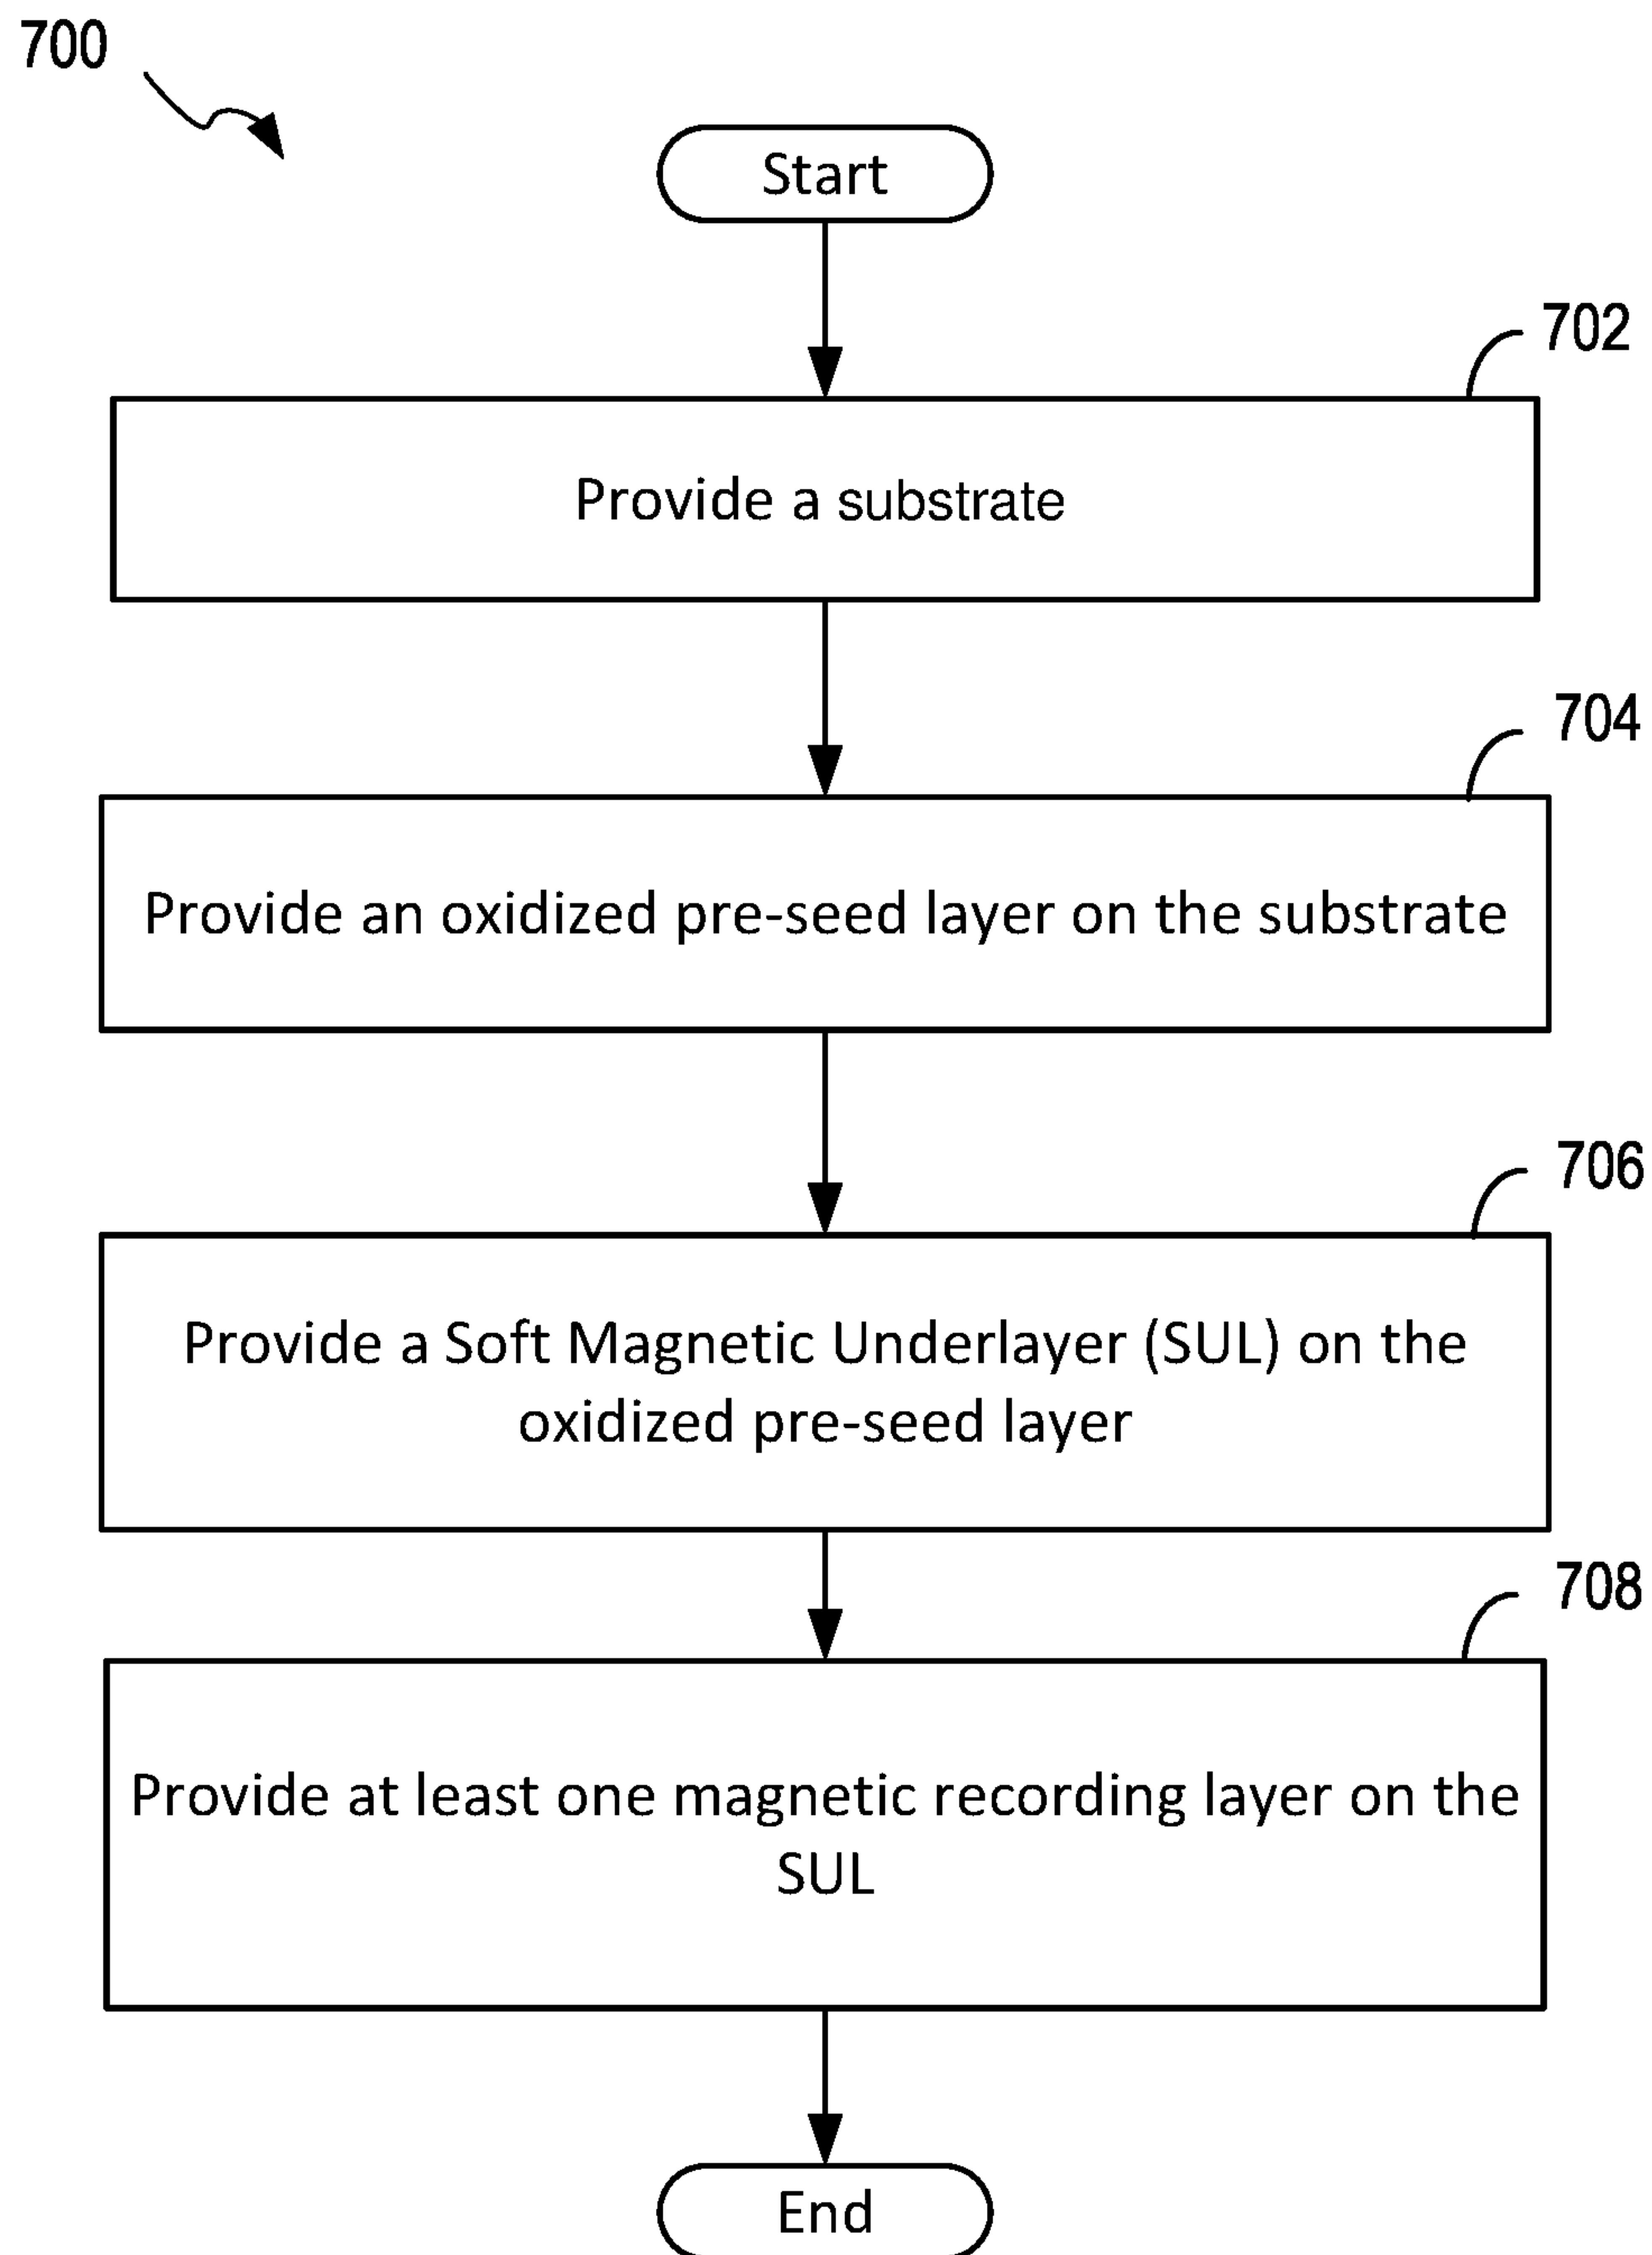 700
Start
702
Provide a substrate
704
Provide an oxidized pre-seed layer on the substrate
706
Provide a Soft Magnetic Underlayer (SUL) on the
oxidized pre-seed layer
708
Provide at least one magnetic recording layer on the
SUL
End